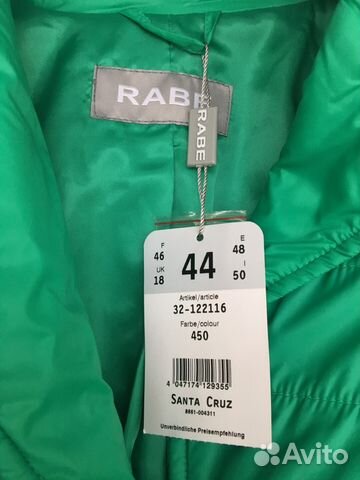 RABE
RABE
F 46
UK 18
44
E 48
I 50
Artikel/article
32-122116
Farbe/colour
450
4 047174 129355
SANTA CRUZ
8861-004311
Unverbindliche Preisempfehlung
Avito